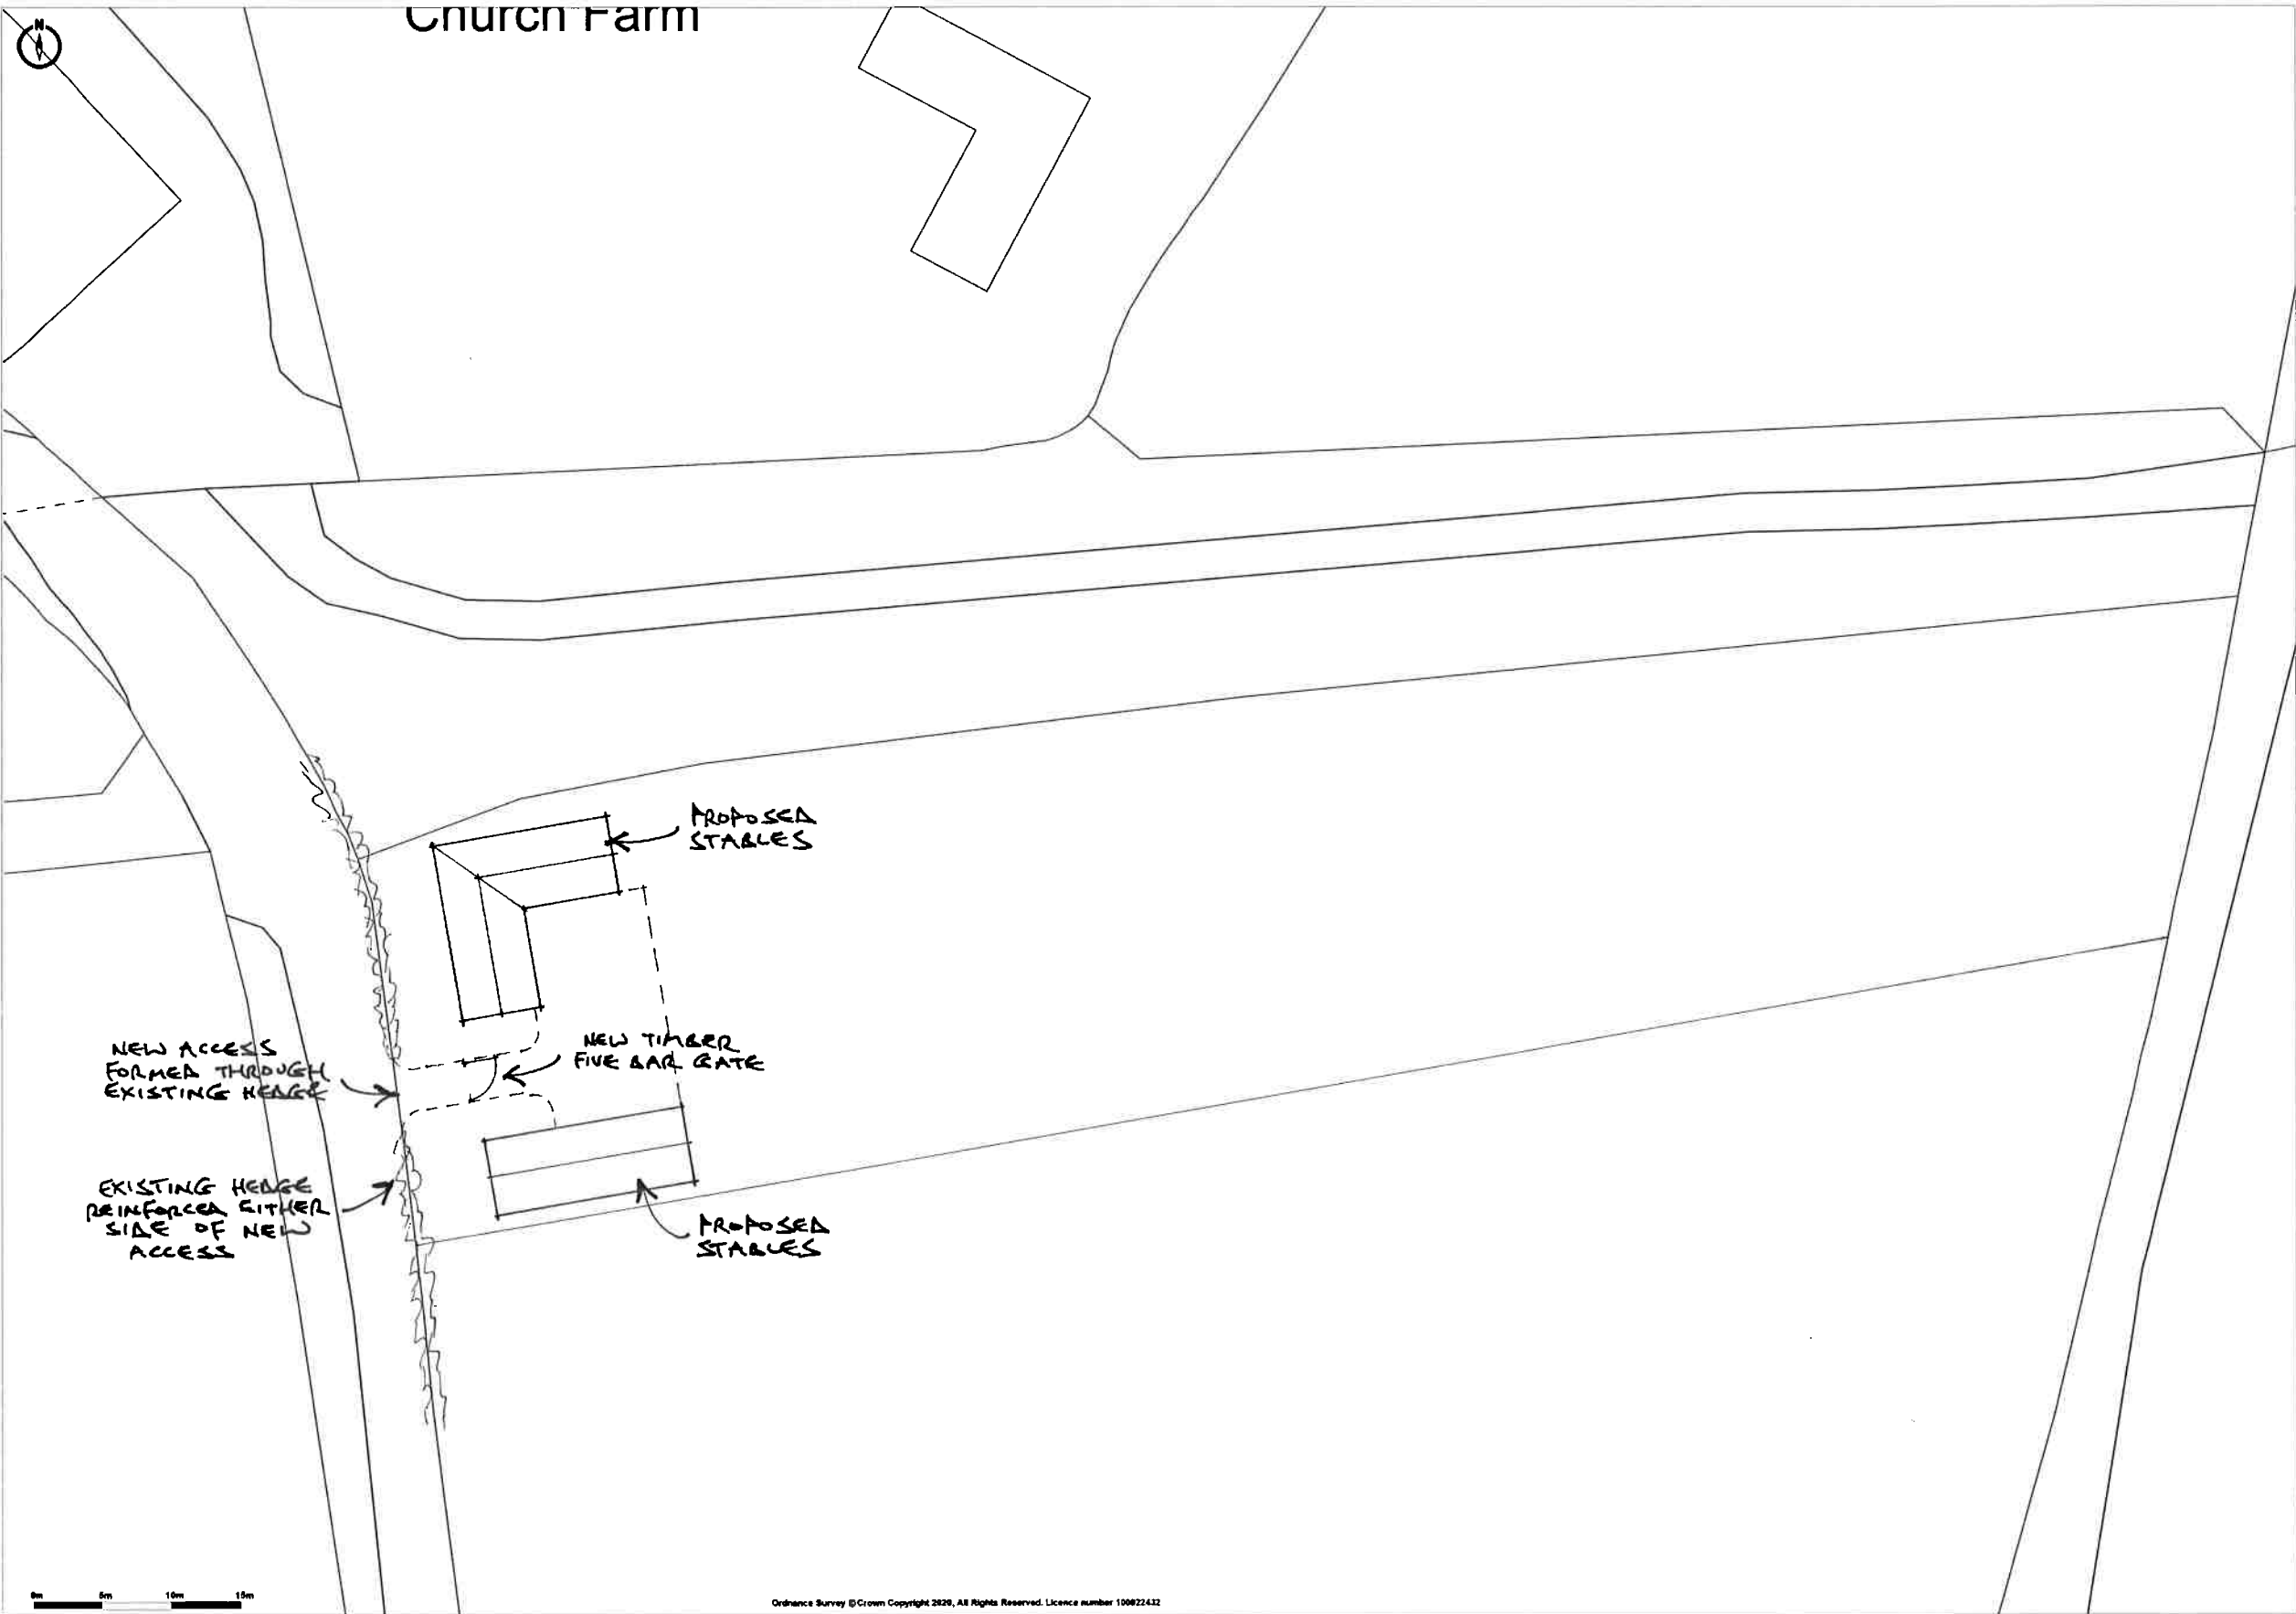 Church Farm
N
PROPOSED
STABLES
NEW ACCESS
FORMED THROUGH
EXISTING HEDGE
NEW TIMBER
FIVE BAR GATE
EXISTING HEDGE
REINFORCED EITHER
SIDE OF NEW
ACCESS
PROPOSED
STABLES
0m 5m 10m 15m
Ordnance Survey © Crown Copyright 2020, All Rights Reserved. Licence number 100022432